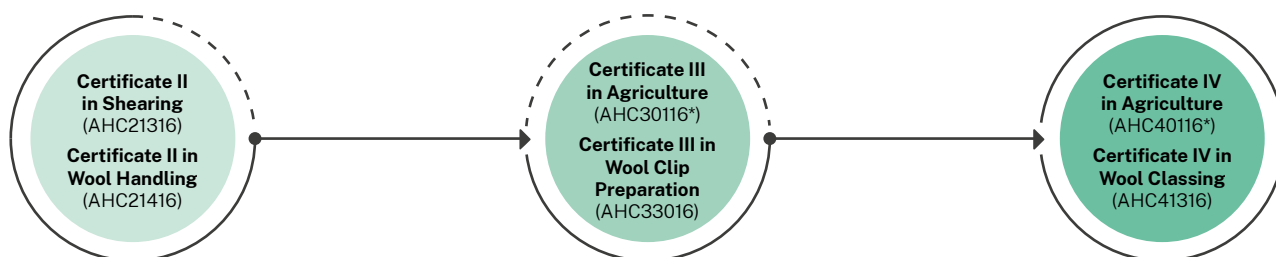 Certificate II
in Shearing
(AHC21316)
Certificate II in
Wool Handling
(AHC21416)
Certificate III
in Agriculture
(AHC30116*)
Certificate III in
Wool Clip
Preparation
(AHC33016)
Certificate IV
in Agriculture
(AHC40116*)
Certificate IV in
Wool Classing
(AHC41316)